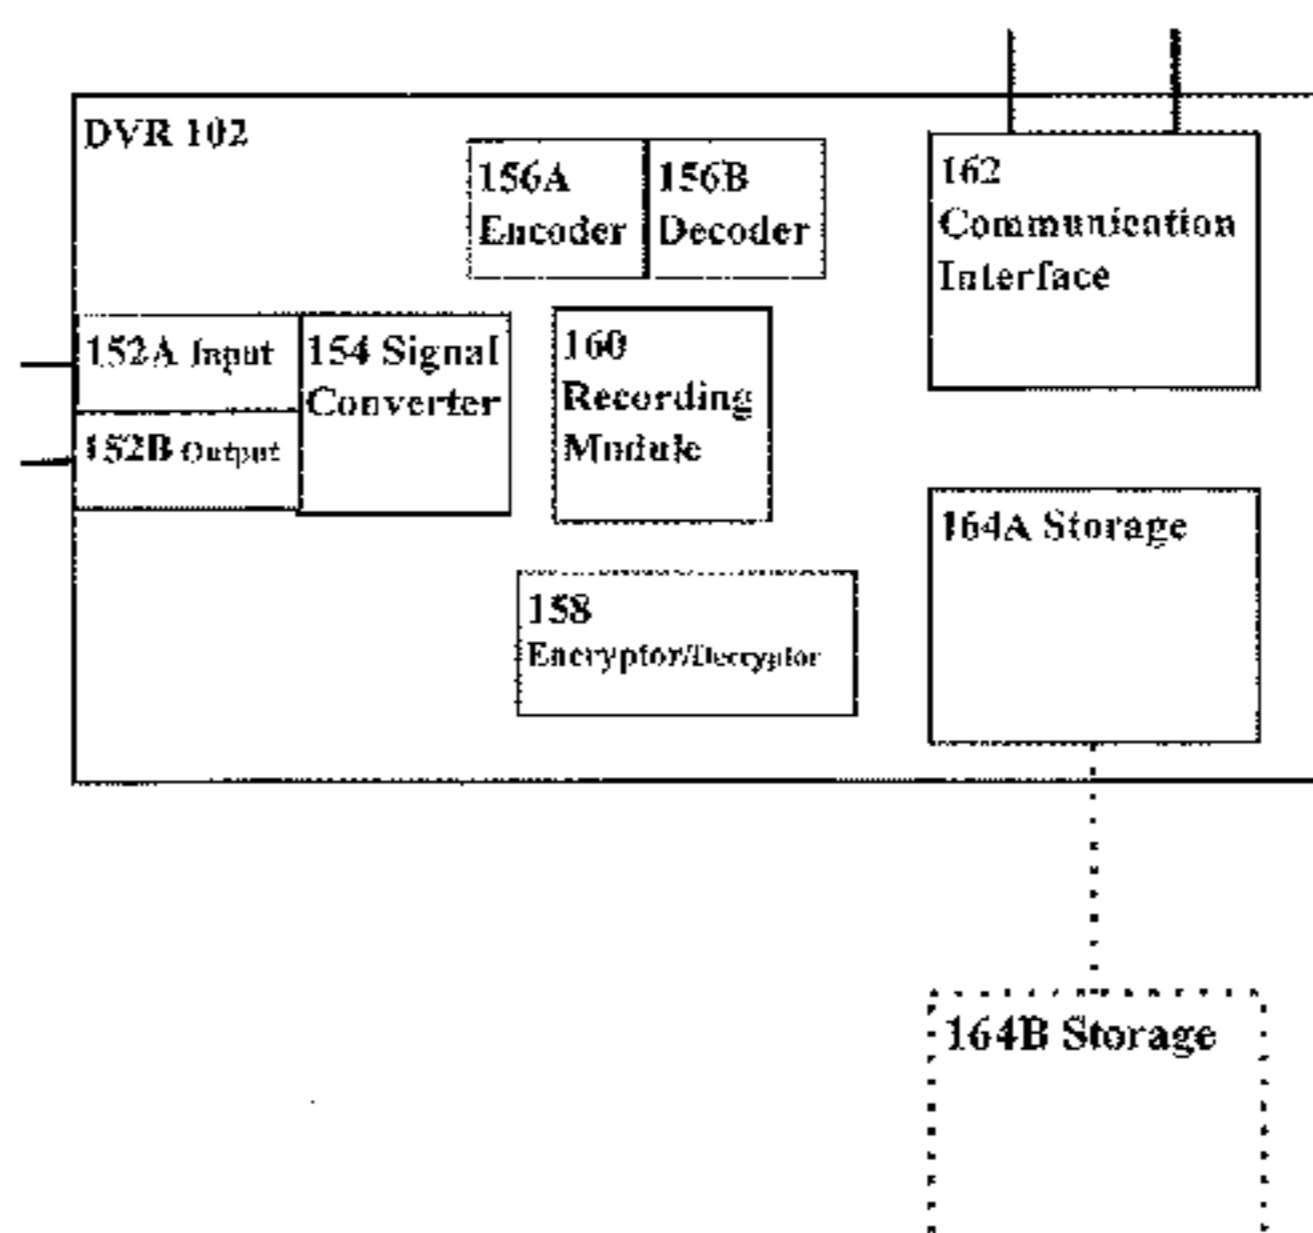 DVR 102
156A
Encoder
156B
Decoder
162
Communication
Interface
152A Input
154 Signal
Converter
152B Output
160
Recording
Module
164A Storage
158
Encryptor/Decryptor
164B Storage